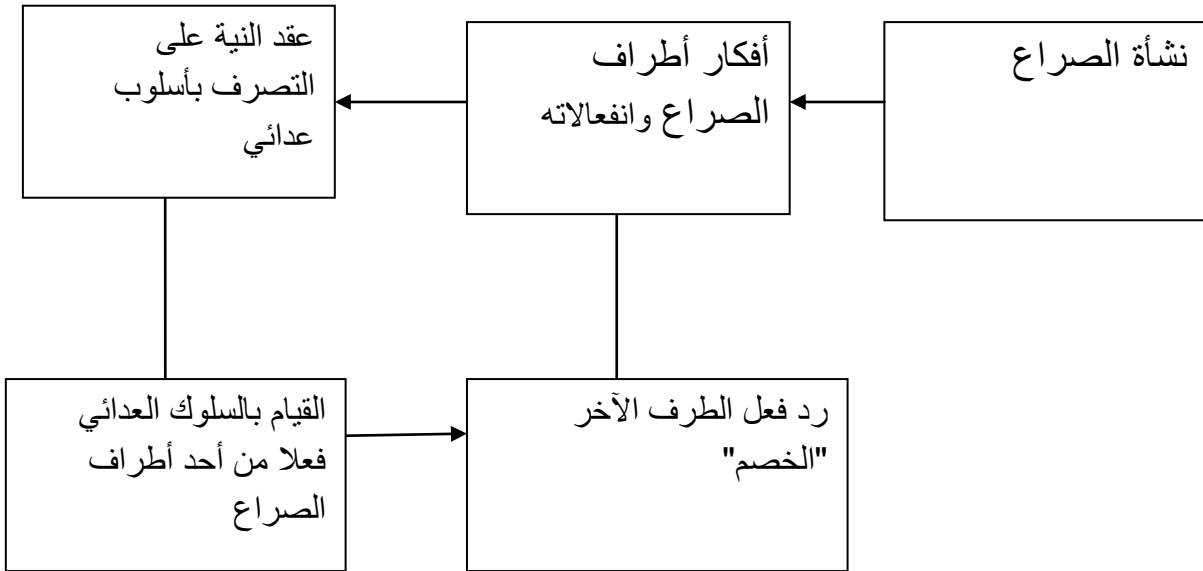 نشأة الصراع
أفكار أطراف
الصراع وانفعالاته
عقد النية على
التصرف بأسلوب
عدائي
القيام بالسلوك العدائي
فعلا من أحد أطراف
الصراع
رد فعل الطرف الآخر
"الخصم"